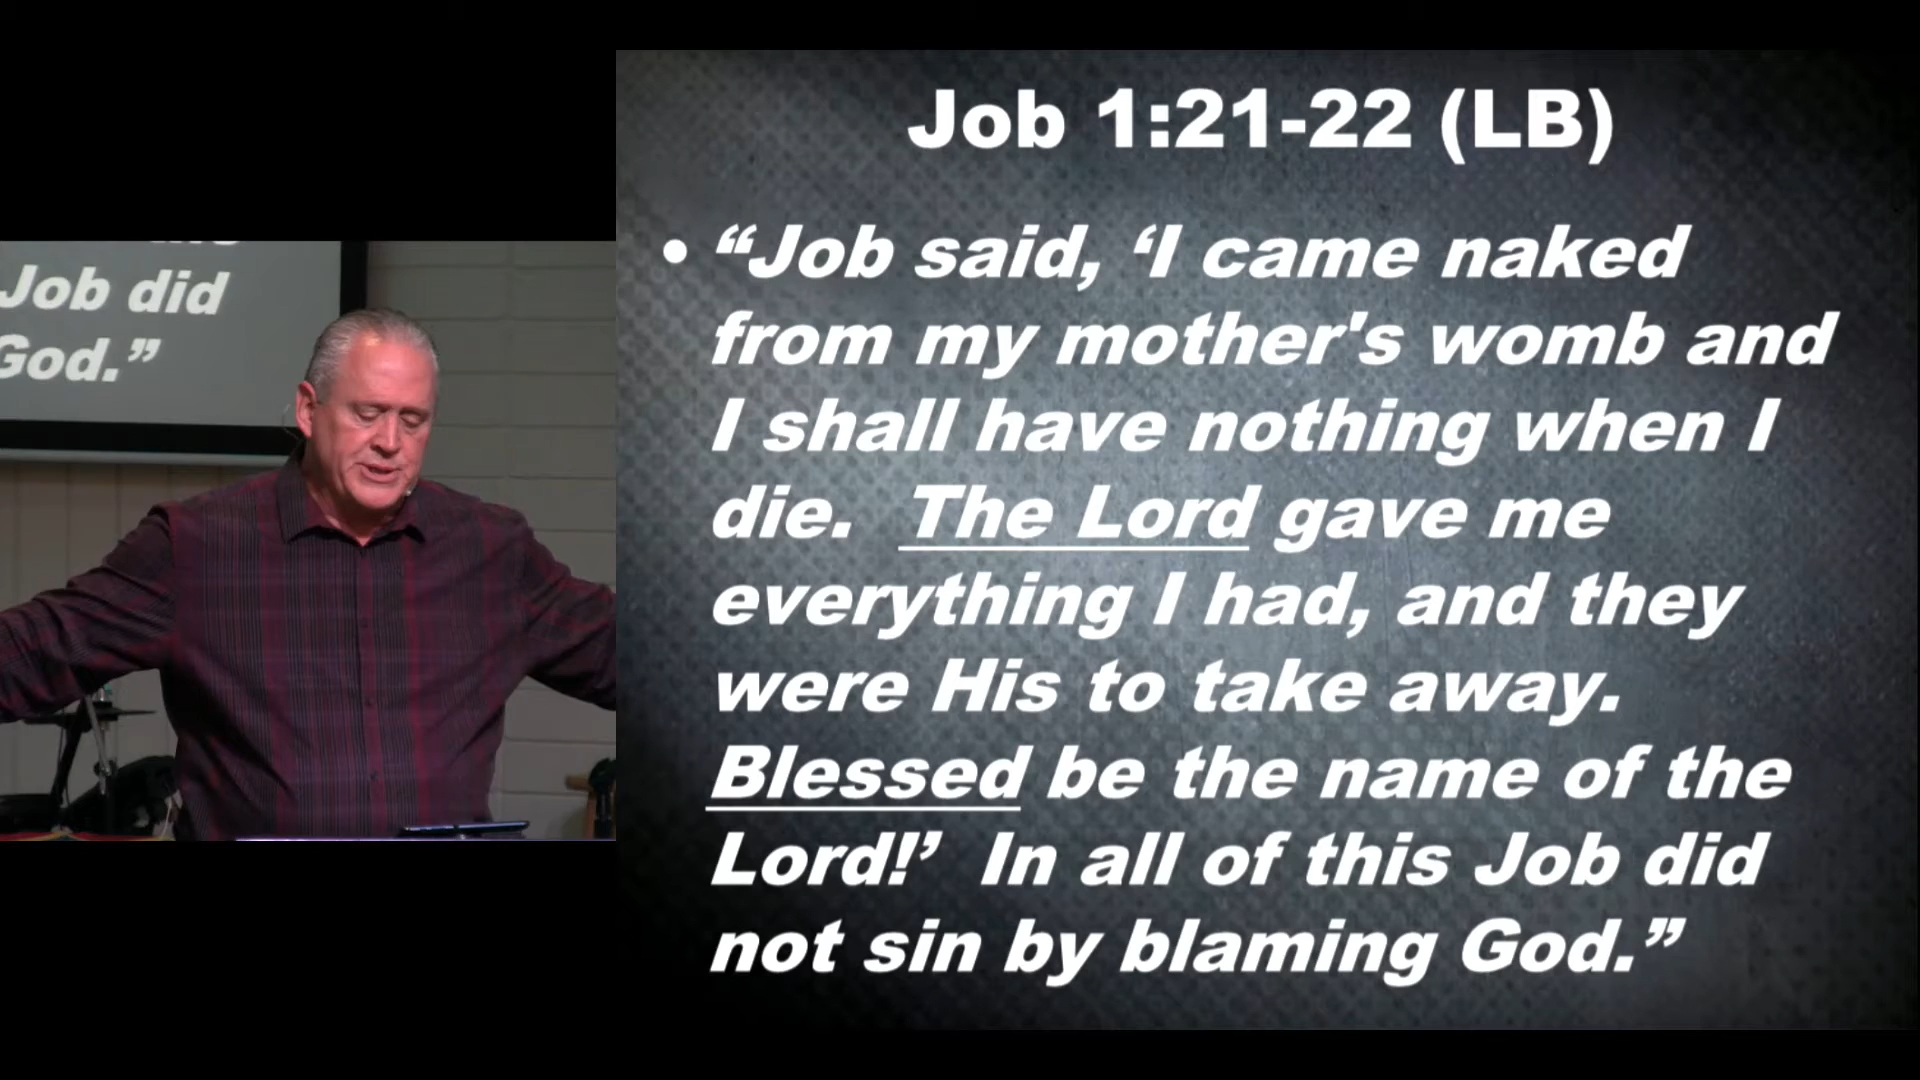 Job 1:21-22 (LB)
• “Job said, ‘I came naked
from my mother's womb and
I shall have nothing when I
die.  The Lord gave me
everything I had, and they
were His to take away.
Blessed be the name of the
Lord!’  In all of this Job did
not sin by blaming God.”
Job did
God.”